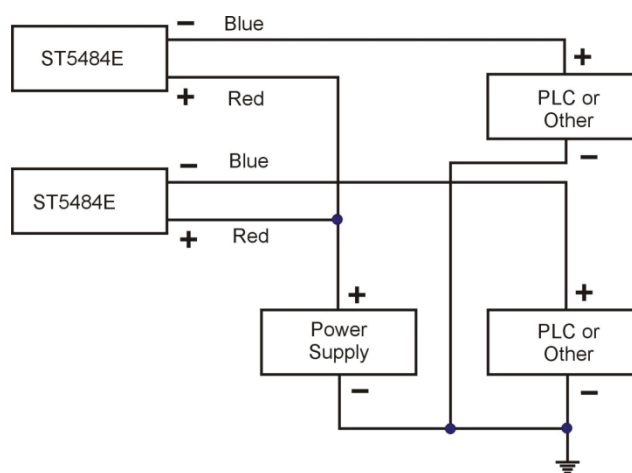 − Blue
ST5484E
+ Red
+
PLC or
Other
−
− Blue
ST5484E
+ Red
+
Power
Supply
−
+
PLC or
Other
−